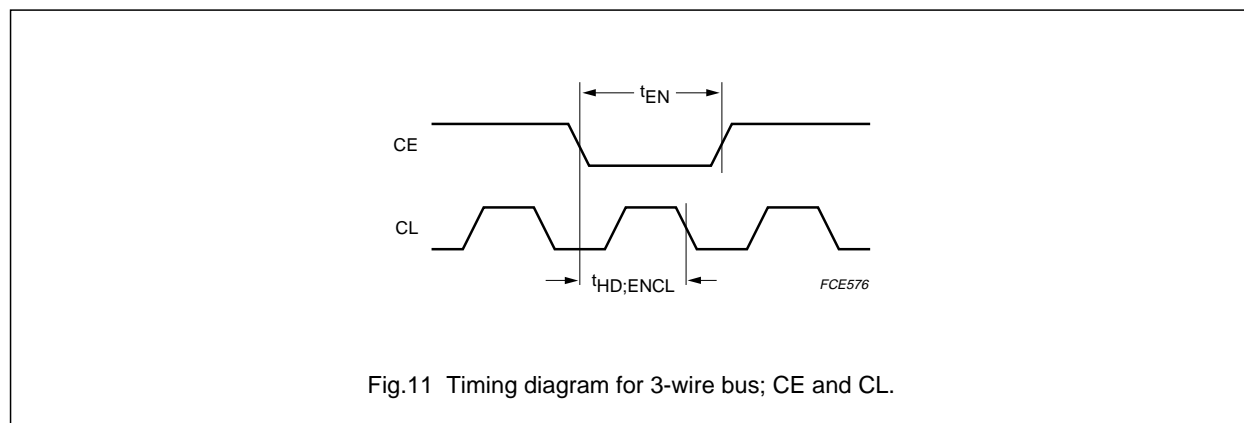 tEN
CE
CL
tHD;ENCL
FCE576
Fig.11 Timing diagram for 3-wire bus; CE and CL.